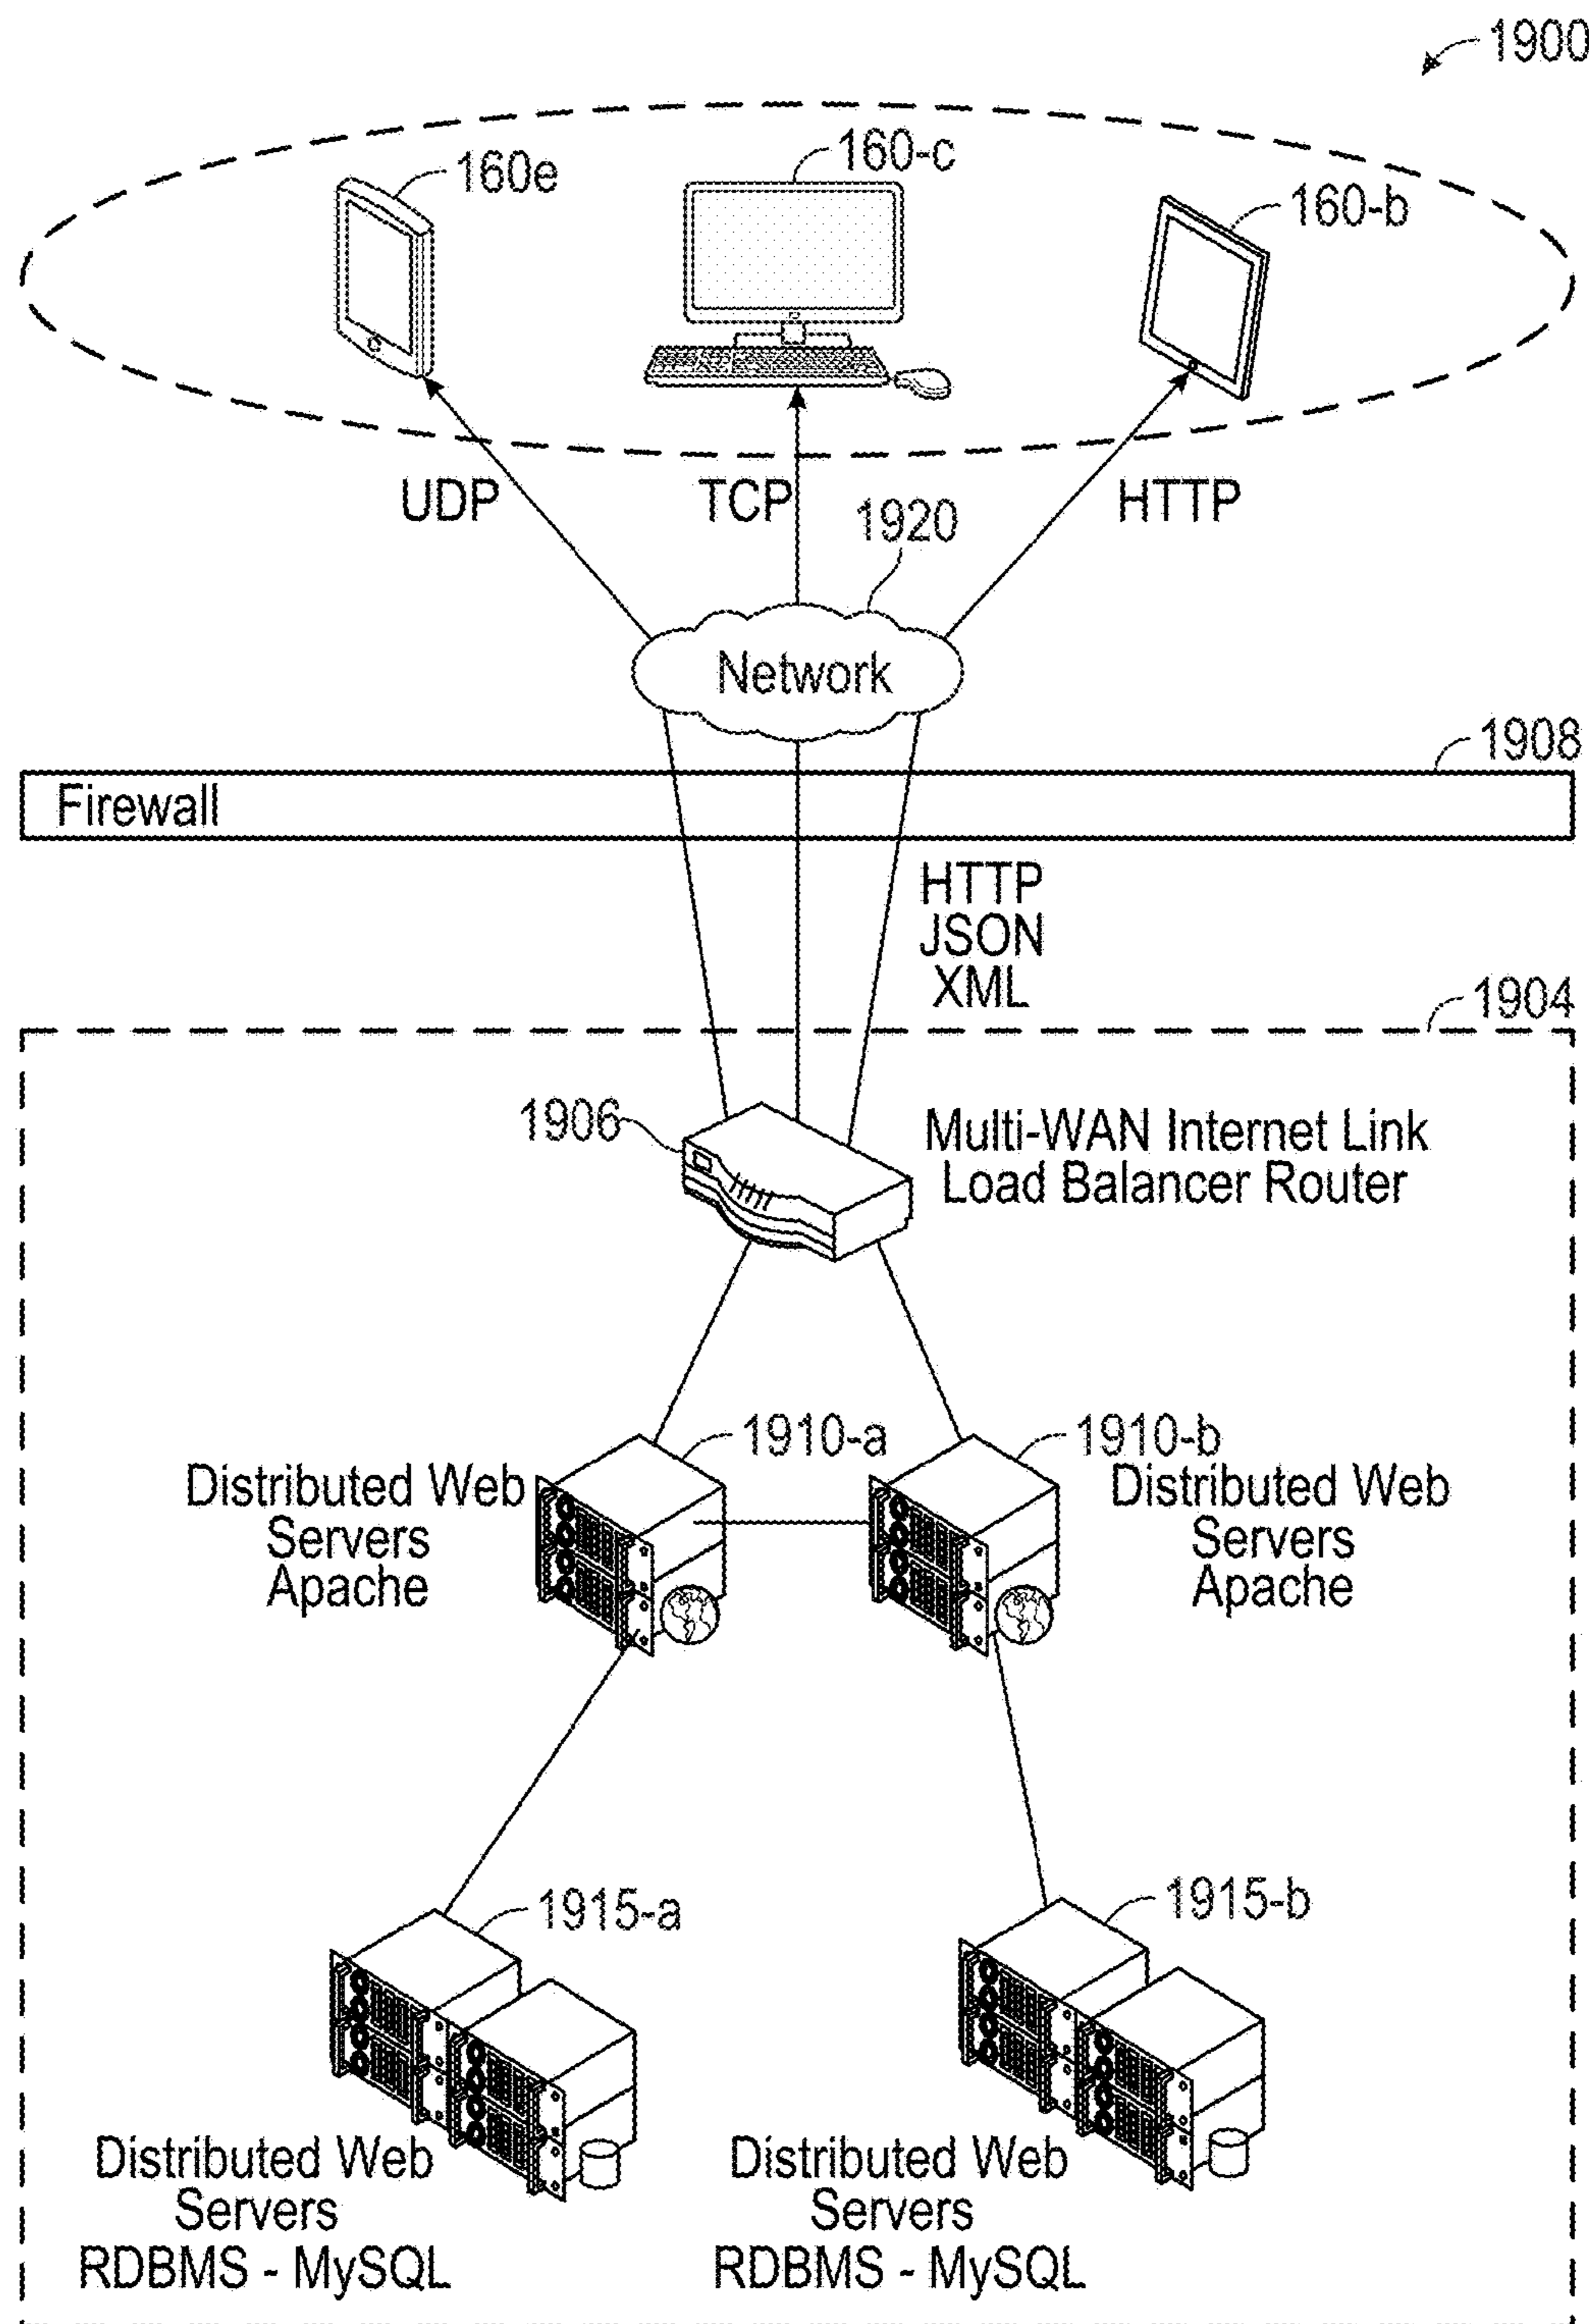 1900
160e
160-c
160-b
UDP
TCP
HTTP
1920
Network
1908
Firewall
HTTP
JSON
XML
1904
1906
Multi-WAN Internet Link
Load Balancer Router
1910-a
1910-b
Distributed Web
Servers
Apache
Distributed Web
Servers
Apache
1915-a
1915-b
Distributed Web
Servers
RDBMS - MySQL
Distributed Web
Servers
RDBMS - MySQL